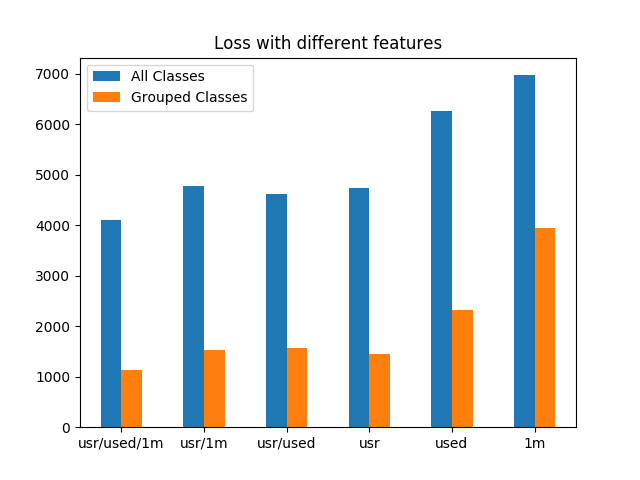 Loss with different features
All Classes
Grouped Classes
7000
6000
5000
4000
3000
2000
1000
0
usr/used/1m usr/1m usr/used usr used 1m